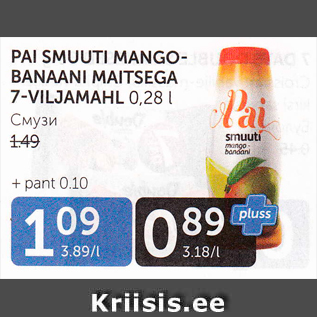 PAI SMUUTI MANGO-
BANAANI MAITSEGA
7-VILJAMAHL 0,28 l
Смузи
1.49
+ pant 0.10
1 09
3.89/l
0 89
3.18/l
pluss
Pai
smuuti
mango -
banaani
Kriisis.ee